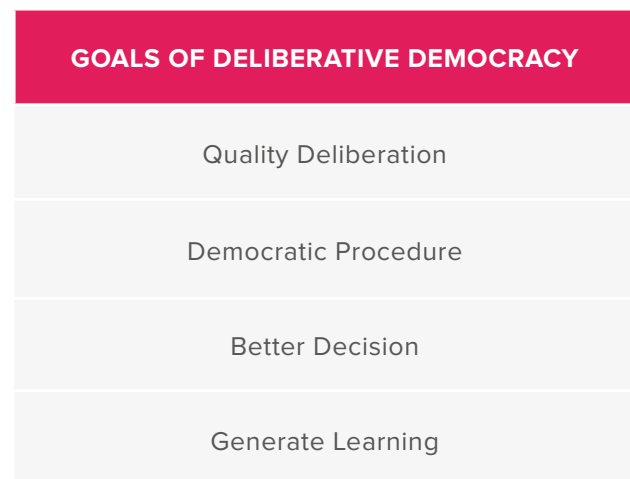 GOALS OF DELIBERATIVE DEMOCRACY
Quality Deliberation
Democratic Procedure
Better Decision
Generate Learning